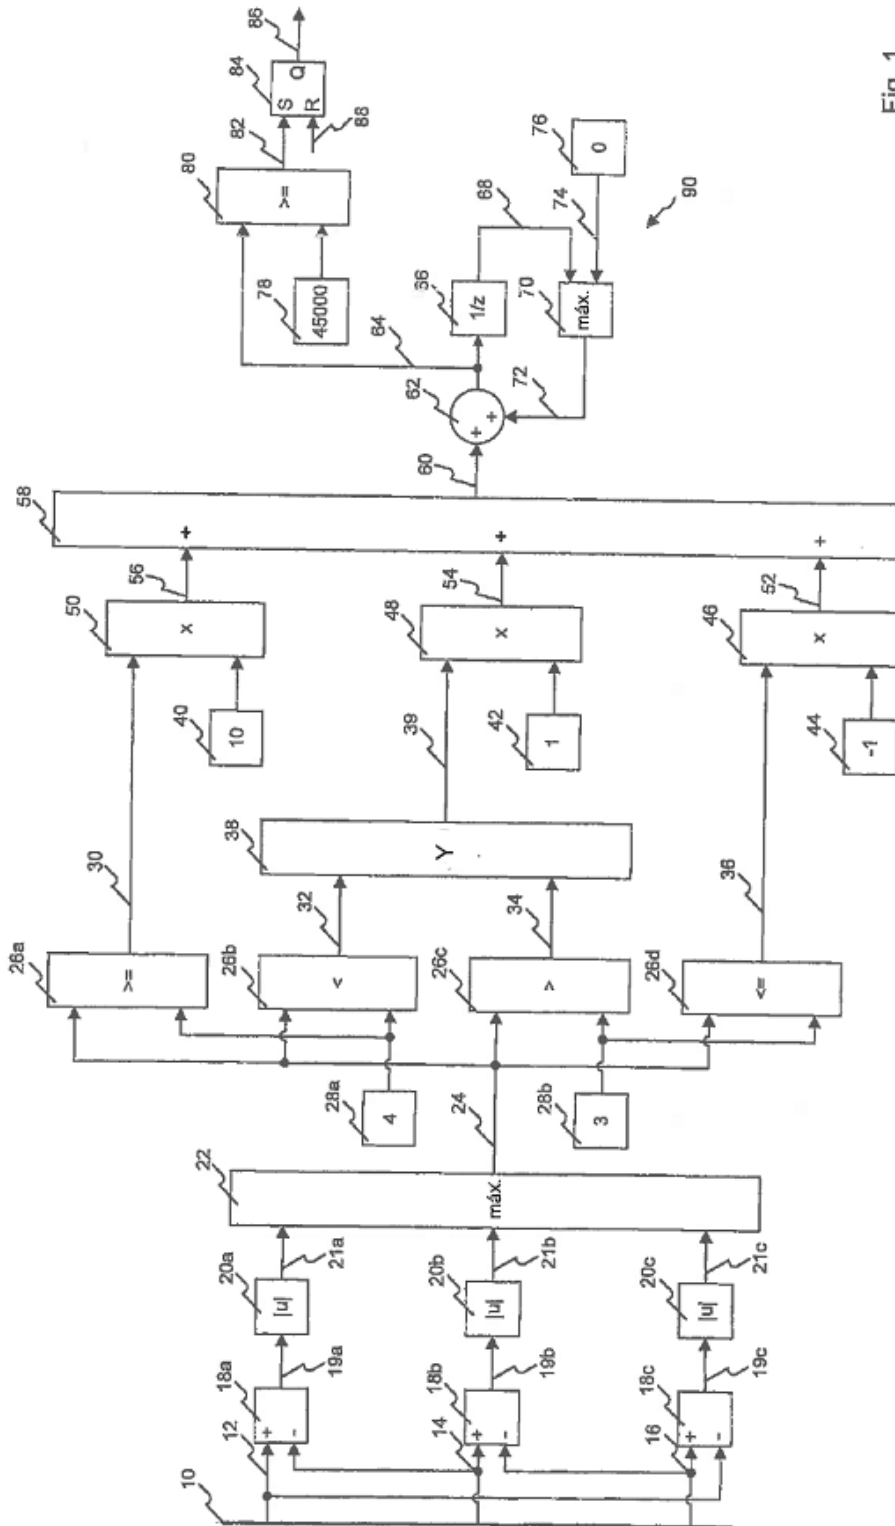 26a
58
50
22
30
>=
56
40
x
+
10
12
18a
20a
26b
10
80
84
86
+
-
|u|
82
S
Q
R
78
>=
32
88
19a
21a
28a
<
38
45000
64
4
39
48
60
62
66
68
76
14
18b
20b
24
26c
Y
42
54
+
+
1/z
0
+
-
|u|
máx.
>
x
+
72
70
74
19b
21b
28b
34
1
máx.
3
16
18c
20c
26d
46
90
+
-
|u|
36
44
52
19c
21c
<=
x
+
-1
Fig. 1